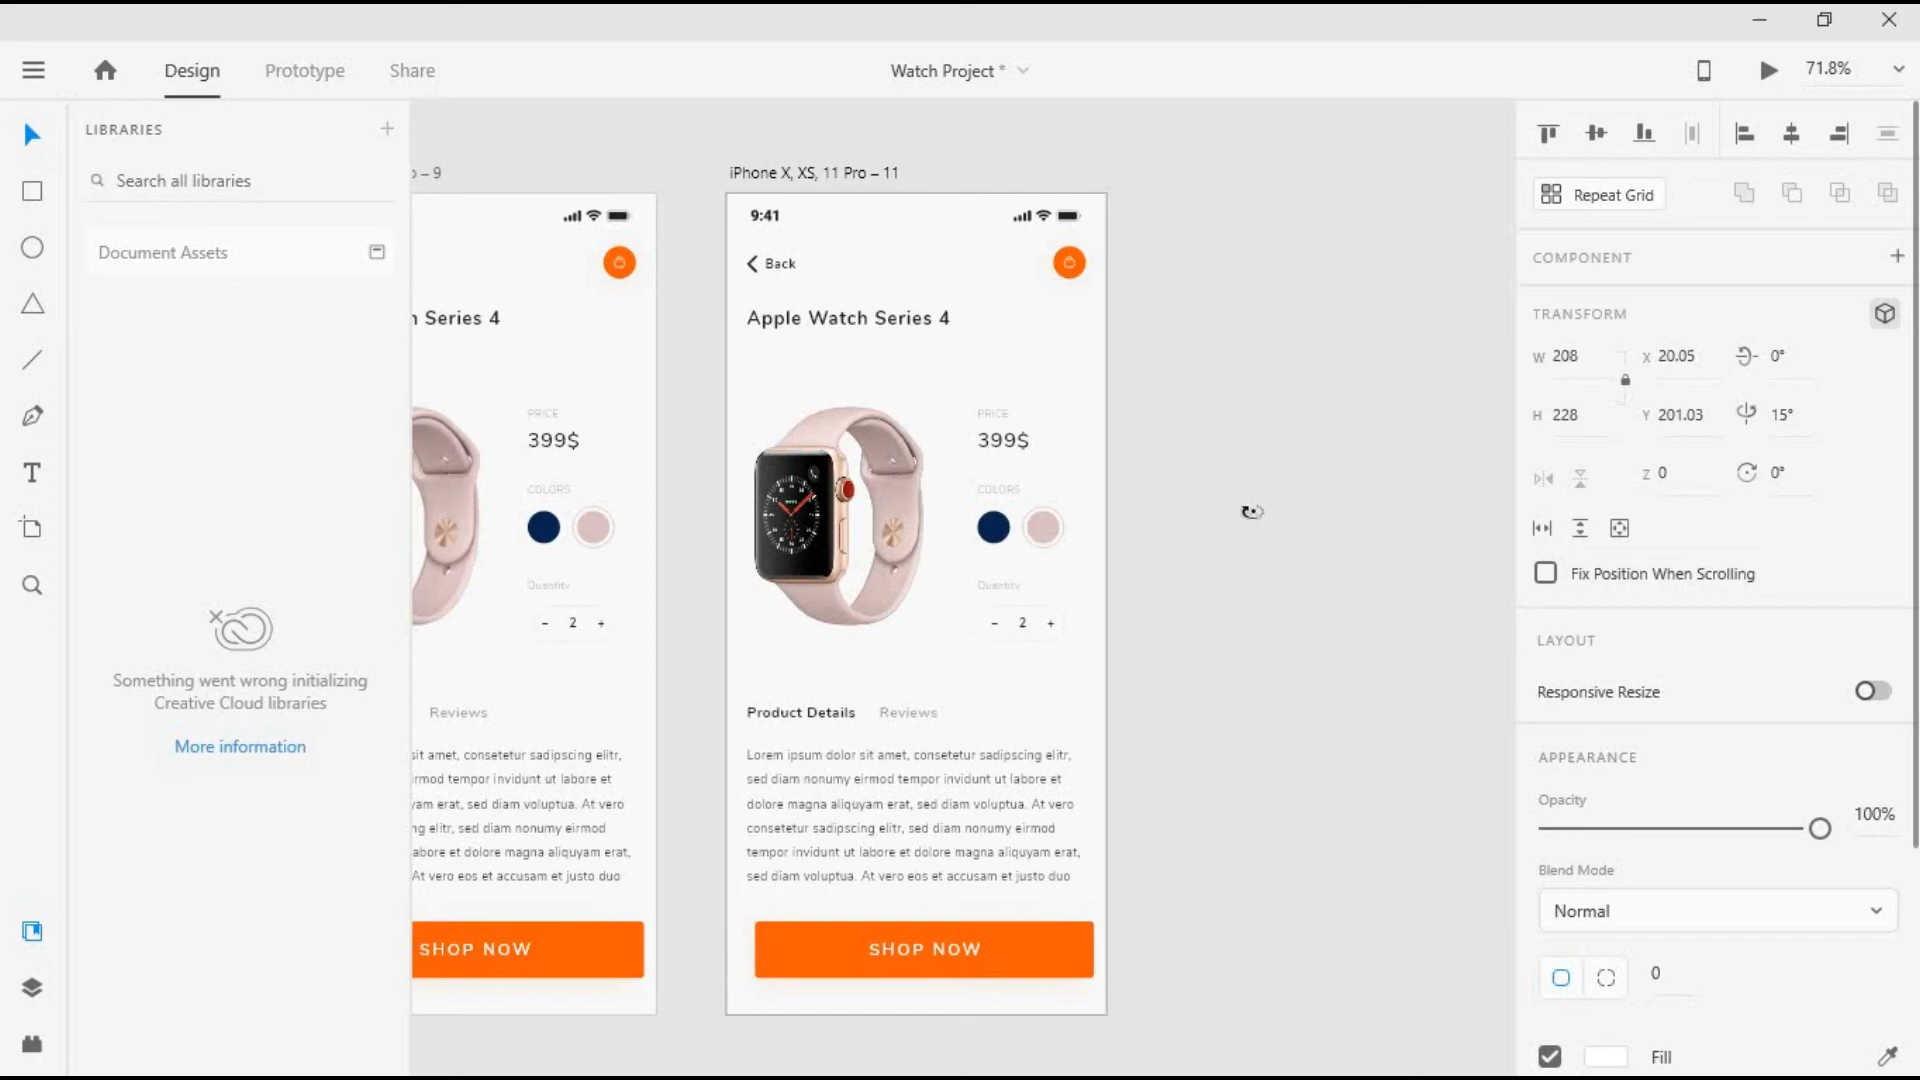 Design
Prototype
Share
Watch Project *
71.8%
LIBRARIES
Search all libraries
Document Assets
Something went wrong initializing
Creative Cloud libraries
More information
– 9
h Series 4
PRICE
399$
COLORS
Quantity
- 2 +
Reviews
sit amet, consetetur sadipscing elitr,
irmod tempor invidunt ut labore et
yam erat, sed diam voluptua. At vero
ng elitr, sed diam nonumy eirmod
abore et dolore magna aliquyam erat,
At vero eos et accusam et justo duo
SHOP NOW
iPhone X, XS, 11 Pro – 11
9:41
Back
Apple Watch Series 4
PRICE
399$
COLORS
Quantity
- 2 +
Product Details
Reviews
Lorem ipsum dolor sit amet, consetetur sadipscing elitr,
sed diam nonumy eirmod tempor invidunt ut labore et
dolore magna aliquyam erat, sed diam voluptua. At vero
consetetur sadipscing elitr, sed diam nonumy eirmod
tempor invidunt ut labore et dolore magna aliquyam erat,
sed diam voluptua. At vero eos et accusam et justo duo
SHOP NOW
Repeat Grid
COMPONENT
TRANSFORM
W 208
X 20.05
0°
H 228
Y 201.03
15°
Z 0
0°
Fix Position When Scrolling
LAYOUT
Responsive Resize
APPEARANCE
Opacity
100%
Blend Mode
Normal
0
Fill